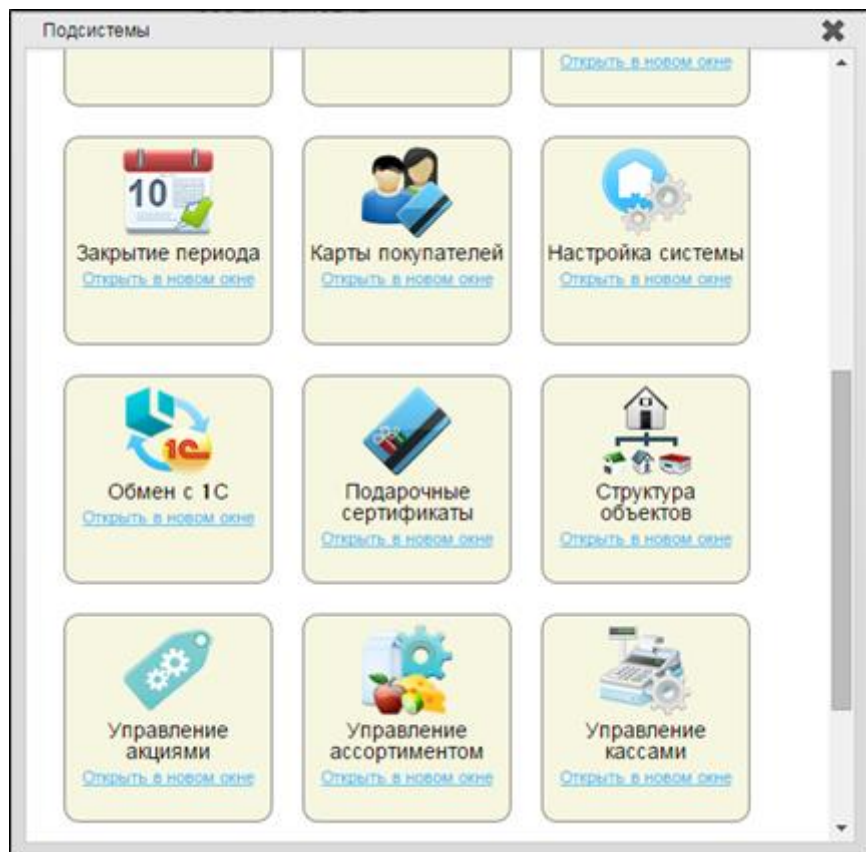 Подсистемы
Открыть в новом окне
10
Закрытие периода
Карты покупателей
Настройка системы
Открыть в новом окне
Открыть в новом окне
Открыть в новом окне
1С
Обмен с 1С
Подарочные
сертификаты
Структура
объектов
Открыть в новом окне
Открыть в новом окне
Открыть в новом окне
Управление
акциями
Управление
ассортиментом
Управление
кассами
Открыть в новом окне
Открыть в новом окне
Открыть в новом окне